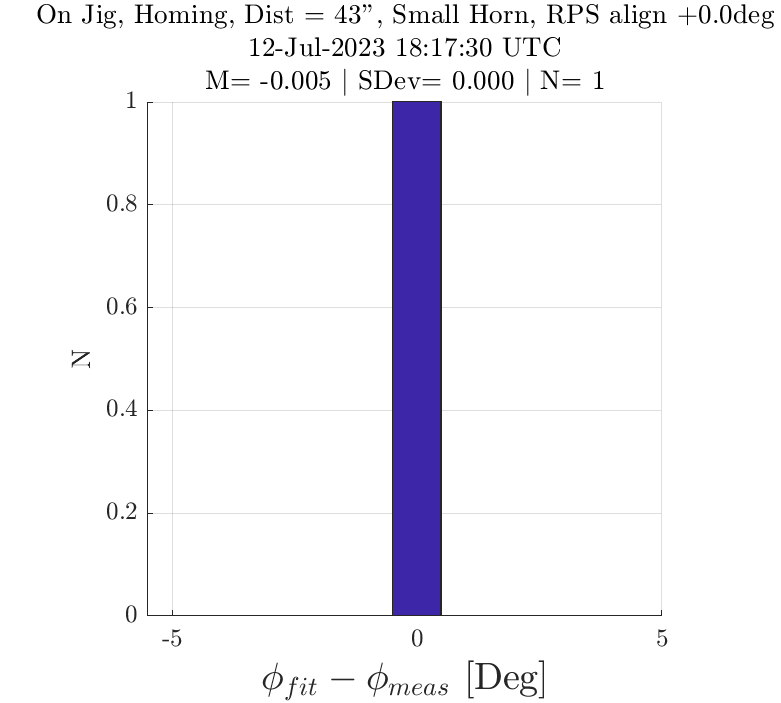 On Jig, Homing, Dist = 43”, Small Horn, RPS align +0.0deg
12-Jul-2023 18:17:30 UTC
M= -0.005 | SDev= 0.000 | N= 1
1
0.8
0.6
0.4
0.2
0
N
-5 0 5
ϕ_fit − ϕ_meas [Deg]